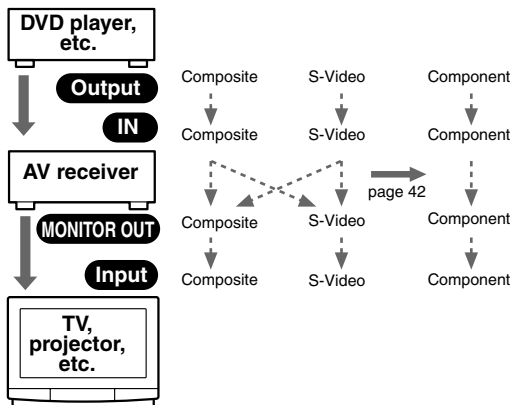 DVD player,
etc.
Output
Composite S-Video Component
IN
Composite S-Video Component
AV receiver
page 42
MONITOR OUT
Composite S-Video Component
Input
Composite S-Video Component
TV,
projector,
etc.